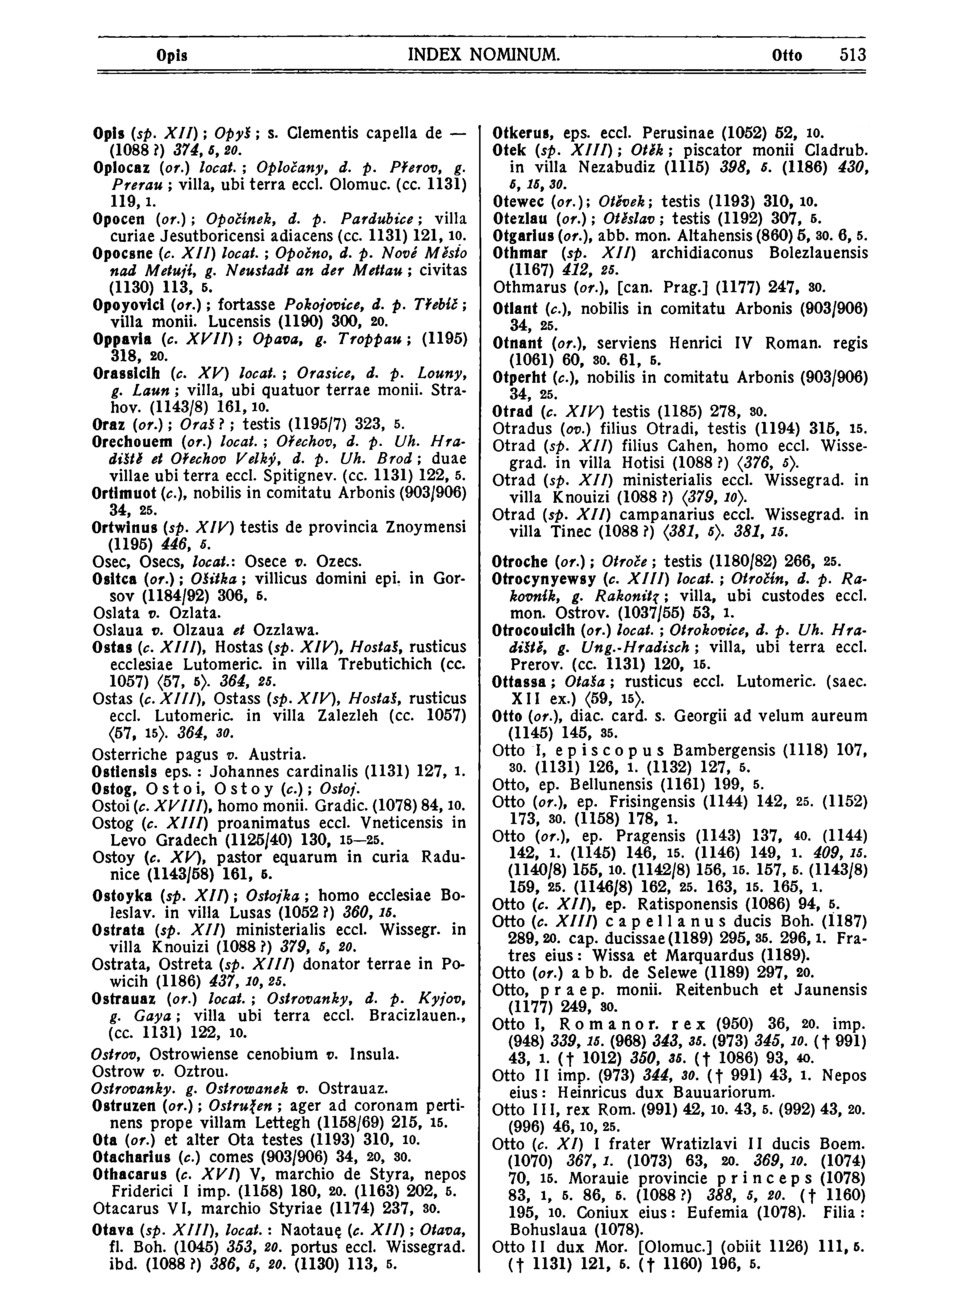 Opis INDEX NOMINUM. Otto 513
Opis (sp. XII) ; Opyš ; s. Clementis capella de —
(1088 ?) 374, 5, 20.
Oplocaz (or.) locat. ; Opločany, d. p. Přerov, g.
Prerau ; villa, ubi terra eccl. Olomuc. (cc. 1131)
119, 1.
Opocen (or.) ; Opočinek, d. p. Pardubice ; villa
curiae Jesutboricensi adiacens (cc. 1131) 121, 10.
Opocsne (c. XII) locat. ; Opočno, d. p. Nové Město
nad Metují, g. Neustadt an der Mettau ; civitas
(1130) 113, 5.
Opoyovici (or.) ; fortasse Pokojovice, d. p. Třebíč ;
villa monii. Lucensis (1190) 300, 20.
Oppavia (c. XVII) ; Opava, g. Troppau ; (1195)
318, 20.
Orassicih (c. XV) locat. ; Orasice, d. p. Louny,
g. Laun ; villa, ubi quatuor terrae monii. Stra-
hov. (1143/8) 161, 10.
Oraz (or.) ; Oraš ? ; testis (1195/7) 323, 5.
Orechouem (or.) locat. ; Ořechov, d. p. Uh. Hra-
diště et Ořechov Velký, d. p. Uh. Brod ; duae
villae ubi terra eccl. Spitignev. (cc. 1131) 122, 5.
Ortimuot (c.), nobilis in comitatu Arbonis (903/906)
34, 25.
Ortwinus (sp. XIV) testis de provincia Znoymensi
(1195) 446, 5.
Osec, Osecs, locat.: Osece v. Ozecs.
Ositca (or.) ; Ošitka ; villicus domini epi. in Gor-
sov (1184/92) 306, 5.
Oslata v. Ozlata.
Oslaua v. Olzaua et Ozzlawa.
Ostas (c. XIII), Hostas (sp. XIV), Hostaš, rusticus
ecclesiae Lutomeric. in villa Trebutichich (cc.
1057) ⟨57, 5⟩. 364, 25.
Ostas (c. XIII), Ostass (sp. XIV), Hostaš, rusticus
eccl. Lutomeric. in villa Zalezleh (cc. 1057)
⟨57, 15⟩. 364, 30.
Osterriche pagus v. Austria.
Ostiensis eps. : Johannes cardinalis (1131) 127, 1.
Ostog, Ostoi, Ostoy (c.) ; Ostoj.
Ostoi (c. XVIII), homo monii. Gradic. (1078) 84, 10.
Ostog (c. XIII) proanimatus eccl. Vneticensis in
Levo Gradech (1125/40) 130, 15—25.
Ostoy (c. XV), pastor equarum in curia Radu-
nice (1143/58) 161, 5.
Ostoyka (sp. XII) ; Ostojka ; homo ecclesiae Bo-
leslav. in villa Lusas (1052 ?) 360, 15.
Ostrata (sp. XII) ministerialis eccl. Wissegr. in
villa Knouizi (1088 ?) 379, 5, 20.
Ostrata, Ostreta (sp. XIII) donator terrae in Po-
wicih (1186) 437, 10, 25.
Ostrauaz (or.) locat. ; Ostrovanky, d. p. Kyjov,
g. Gaya ; villa ubi terra eccl. Bracizlauen.,
(cc. 1131) 122, 10.
Ostrov, Ostrowiense cenobium v. Insula.
Ostrow v. Oztrou.
Ostrovanky. g. Ostrowanek v. Ostrauaz.
Ostruzen (or.) ; Ostružen ; ager ad coronam perti-
nens prope villam Lettegh (1158/69) 215, 15.
Ota (or.) et alter Ota testes (1193) 310, 10.
Otacharius (c.) comes (903/906) 34, 20, 30.
Othacarus (c. XVI) V, marchio de Styra, nepos
Friderici I imp. (1158) 180, 20. (1163) 202, 5.
Otacarus VI, marchio Styriae (1174) 237, 30.
Otava (sp. XIII), locat. : Naotauę (c. XII) ; Otava,
fl. Boh. (1045) 353, 20. portus eccl. Wissegrad.
ibd. (1088 ?) 386, 5, 20. (1130) 113, 5.
Otkerus, eps. eccl. Perusinae (1052) 52, 10.
Otek (sp. XIII) ; Otěk ; piscator monii Cladrub.
in villa Nezabudiz (1115) 398, 5. (1186) 430,
5, 15, 30.
Otewec (or.) ; Otěvek ; testis (1193) 310, 10.
Otezlau (or.) ; Otěslav ; testis (1192) 307, 5.
Otgarius (or.), abb. mon. Altahensis (860) 5, 30. 6, 5.
Othmar (sp. XII) archidiaconus Bolezlauensis
(1167) 412, 25.
Othmarus (or.), [can. Prag.] (1177) 247, 30.
Otlant (c.), nobilis in comitatu Arbonis (903/906)
34, 25.
Otnant (or.), serviens Henrici IV Roman. regis
(1061) 60, 30. 61, 5.
Otperht (c.), nobilis in comitatu Arbonis (903/906)
34, 25.
Otrad (c. XIV) testis (1185) 278, 30.
Otradus (ov.) filius Otradi, testis (1194) 315, 15.
Otrad (sp. XII) filius Cahen, homo eccl. Wisse-
grad. in villa Hotisi (1088 ?) ⟨376, 5⟩.
Otrad (sp. XII) ministerialis eccl. Wissegrad. in
villa Knouizi (1088 ?) ⟨379, 10⟩.
Otrad (sp. XII) campanarius eccl. Wissegrad. in
villa Tinec (1088 ?) ⟨381, 5⟩. 381, 15.
Otroche (or.) ; Otroče ; testis (1180/82) 266, 25.
Otrocynyewsy (c. XIII) locat. ; Otročin, d. p. Ra-
kovník, g. Rakonitz ; villa, ubi custodes eccl.
mon. Ostrov. (1037/55) 53, 1.
Otrocouicih (or.) locat. ; Otrokovice, d. p. Uh. Hra-
diště, g. Ung.-Hradisch ; villa, ubi terra eccl.
Prerov. (cc. 1131) 120, 15.
Ottassa ; Otaša ; rusticus eccl. Lutomeric. (saec.
XII ex.) ⟨59, 15⟩.
Otto (or.), diac. card. s. Georgii ad velum aureum
(1145) 145, 35.
Otto I, episcopus Bambergensis (1118) 107,
30. (1131) 126, 1. (1132) 127, 5.
Otto, ep. Bellunensis (1161) 199, 5.
Otto (or.), ep. Frisingensis (1144) 142, 25. (1152)
173, 30. (1158) 178, 1.
Otto (or.), ep. Pragensis (1143) 137, 40. (1144)
142, 1. (1145) 146, 15. (1146) 149, 1. 409, 15.
(1140/8) 155, 10. (1142/8) 156, 15. 157, 5. (1143/8)
159, 25. (1146/8) 162, 25. 163, 15. 165, 1.
Otto (c. XII), ep. Ratisponensis (1086) 94, 5.
Otto (c. XIII) capellanus ducis Boh. (1187)
289, 20. cap. ducissae (1189) 295, 35. 296, 1. Fra-
tres eius : Wissa et Marquardus (1189).
Otto (or.) abb. de Selewe (1189) 297, 20.
Otto, praep. monii. Reitenbuch et Jaunensis
(1177) 249, 30.
Otto I, Romanor. rex (950) 36, 20. imp.
(948) 339, 15. (968) 343, 35. (973) 345, 10. († 991)
43, 1. († 1012) 350, 35. († 1086) 93, 40.
Otto II imp. (973) 344, 30. († 991) 43, 1. Nepos
eius : Heinricus dux Bauuariorum.
Otto III, rex Rom. (991) 42, 10. 43, 5. (992) 43, 20.
(996) 46, 10, 25.
Otto (c. XI) I frater Wratizlavi II ducis Boem.
(1070) 367, 1. (1073) 63, 20. 369, 10. (1074)
70, 15. Morauie provincie princeps (1078)
83, 1, 5. 86, 5. (1088 ?) 388, 5, 20. († 1160)
195, 10. Coniux eius : Eufemia (1078). Filia :
Bohuslaua (1078).
Otto II dux Mor. [Olomuc.] (obiit 1126) 111, 5.
(† 1131) 121, 5. († 1160) 196, 5.